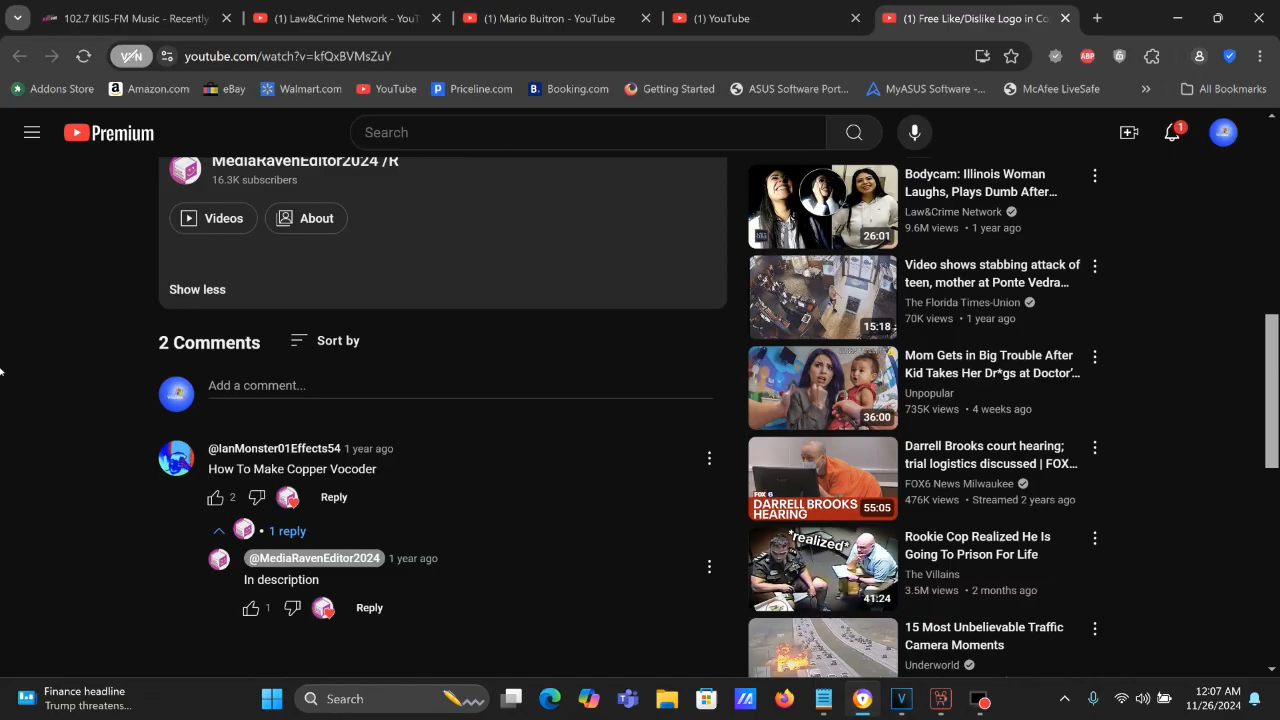 102.7 KIIS-FM Music - Recently
(1) Law&Crime Network - YouT
(1) Mario Buitron - YouTube
(1) YouTube
(1) Free Like/Dislike Logo in Co
youtube.com/watch?v=kfQxBVMsZuY
ABP
Addons Store
Amazon.com
eBay
Walmart.com
YouTube
Priceline.com
Booking.com
Getting Started
ASUS Software Port...
MyASUS Software -...
McAfee LiveSafe
All Bookmarks
Premium
Search
1
MediaRavenEditor2024 /R
16.3K subscribers
Videos
About
Show less
2 Comments
Sort by
Add a comment...
@IanMonster01Effects54 1 year ago
How To Make Copper Vocoder
2
Reply
1 reply
@MediaRavenEditor2024 1 year ago
In description
1
Reply
26:01
Bodycam: Illinois Woman
Laughs, Plays Dumb After...
Law&Crime Network
9.6M views • 1 year ago
15:18
Video shows stabbing attack of
teen, mother at Ponte Vedra...
The Florida Times-Union
70K views • 1 year ago
36:00
Mom Gets in Big Trouble After
Kid Takes Her Dr*gs at Doctor'...
Unpopular
735K views • 4 weeks ago
FOX 6
DARRELL BROOKS
HEARING
55:05
Darrell Brooks court hearing;
trial logistics discussed | FOX...
FOX6 News Milwaukee
476K views • Streamed 2 years ago
*realized*
41:24
Rookie Cop Realized He Is
Going To Prison For Life
The Villains
3.5M views • 2 months ago
15 Most Unbelievable Traffic
Camera Moments
Underworld
Finance headline
Trump threatens...
Search
12:07 AM
11/26/2024